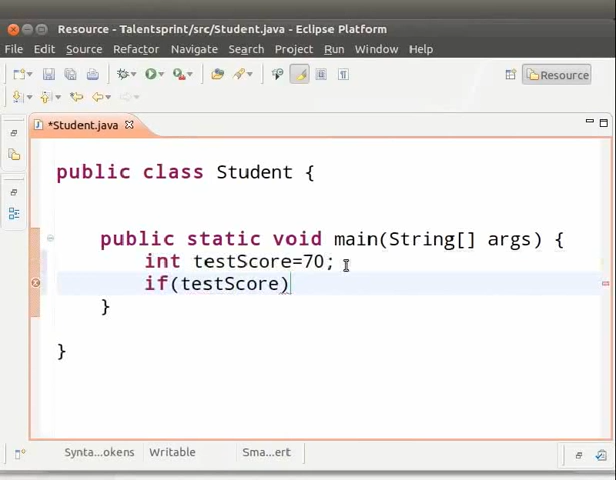 Resource - Talentsprint/src/Student.java - Eclipse Platform
File Edit Source Refactor Navigate Search Project Run Window Help
Resource
*Student.java
public class Student {
public static void main(String[] args) {
int testScore=70;
if(testScore)
}
}
Synta...okens Writable Sma...ert